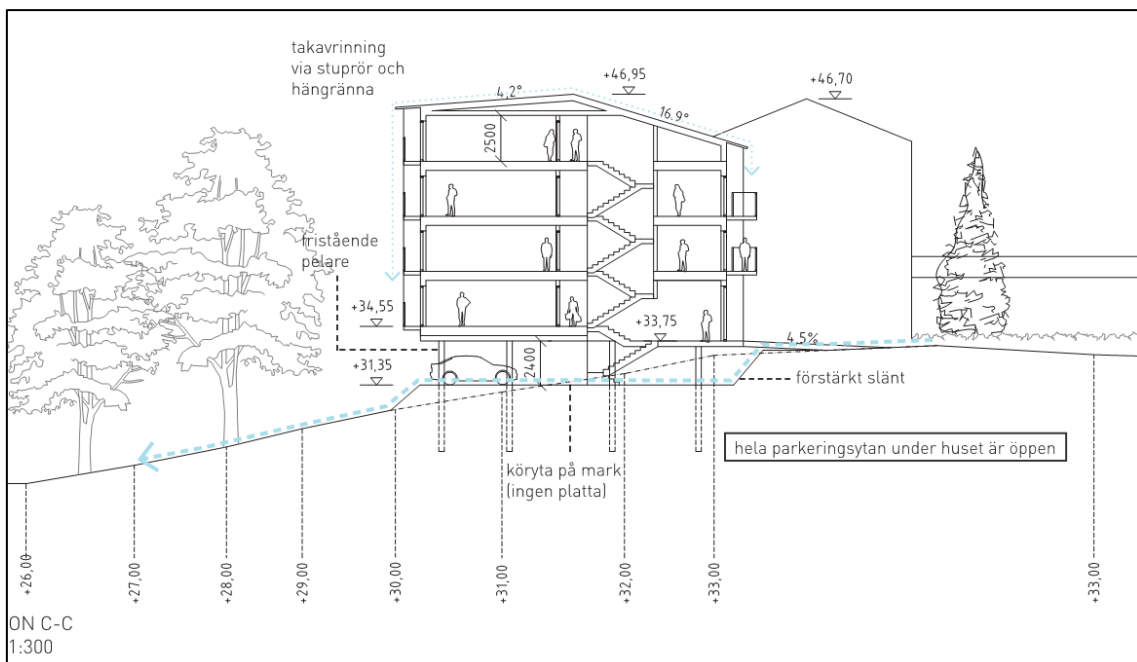 takavrinning
via stuprör och
hängränna
4,2°
+46,95
16.9°
+46,70
2500
fristående
pelare
+34,55
+33,75
4,5%
+31,35
2400
förstärkt slänt
hela parkeringsytan under huset är öppen
köryta på mark
(ingen platta)
+26,00
+27,00
+28,00
+29,00
+30,00
+31,00
+32,00
+33,00
+33,00
ON C-C
1:300